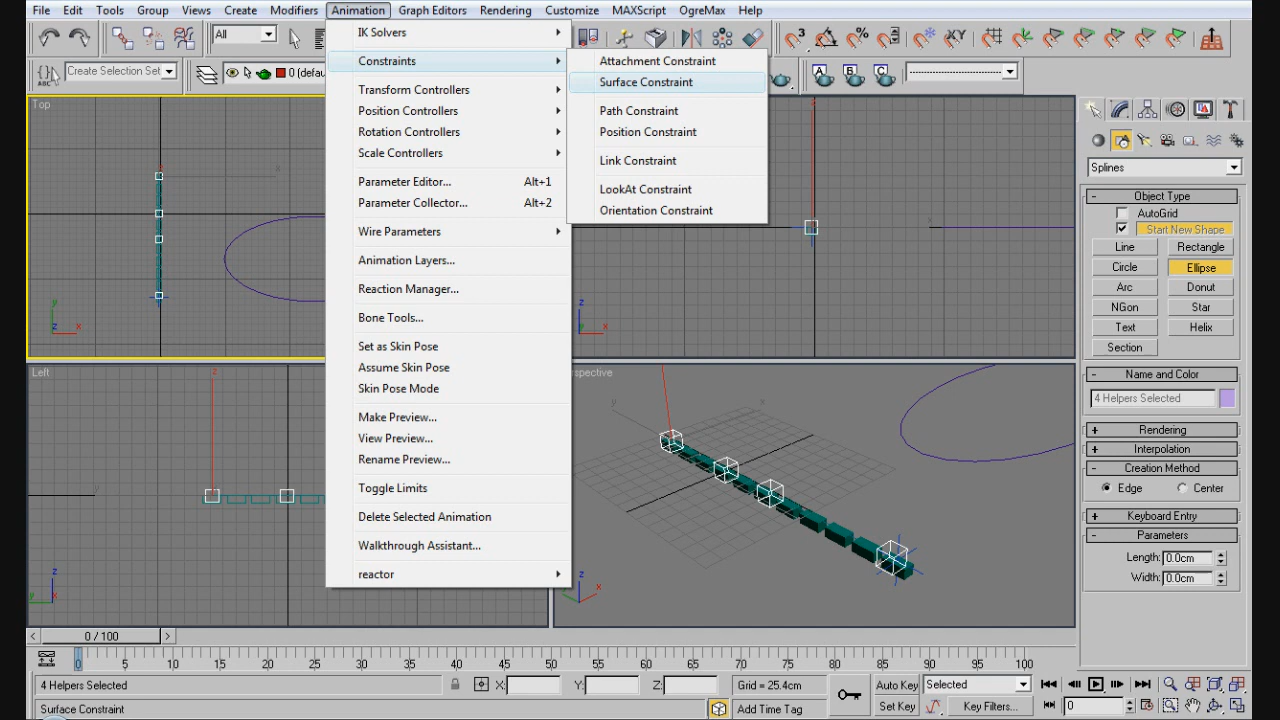 File Edit Tools Group Views Create Modifiers Animation Graph Editors Rendering Customize MAXScript OgreMax Help
All
Create Selection Set
0 (defau
Top
IK Solvers
Constraints
Transform Controllers
Position Controllers
Rotation Controllers
Scale Controllers
Parameter Editor... Alt+1
Parameter Collector... Alt+2
Wire Parameters
Animation Layers...
Reaction Manager...
Bone Tools...
Set as Skin Pose
Assume Skin Pose
Skin Pose Mode
Make Preview...
View Preview...
Rename Preview...
Toggle Limits
Delete Selected Animation
Walkthrough Assistant...
reactor
Attachment Constraint
Surface Constraint
Path Constraint
Position Constraint
Link Constraint
LookAt Constraint
Orientation Constraint
Left
spective
Splines
Object Type
AutoGrid
Start New Shape
Line Rectangle
Circle Ellipse
Arc Donut
NGon Star
Text Helix
Section
Name and Color
4 Helpers Selected
Rendering
Interpolation
Creation Method
Edge Center
Keyboard Entry
Parameters
Length: 0.0cm
Width: 0.0cm
0 / 100
0 5 10 15 20 25 30 35 40 45 50 55 60 65 70 75 80 85 90 95 100
4 Helpers Selected X: Y: Z: Grid = 25.4cm Auto Key Selected
Surface Constraint Add Time Tag Set Key Key Filters... 0